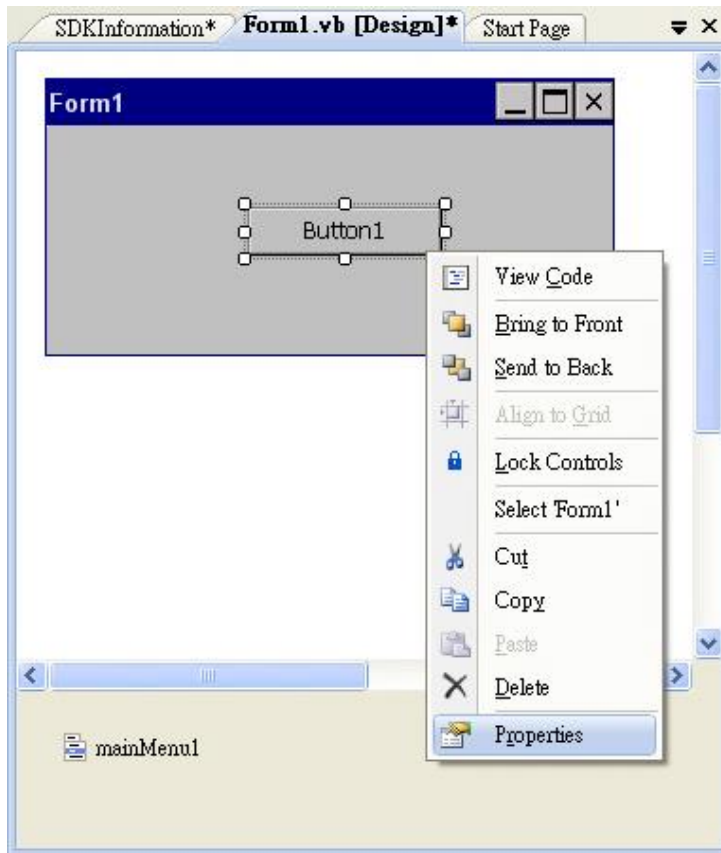 SDKInformation* Form1.vb [Design]* Start Page
Form1
Button1
View Code
Bring to Front
Send to Back
Align to Grid
Lock Controls
Select 'Form1'
Cut
Copy
Paste
Delete
Properties
mainMenu1